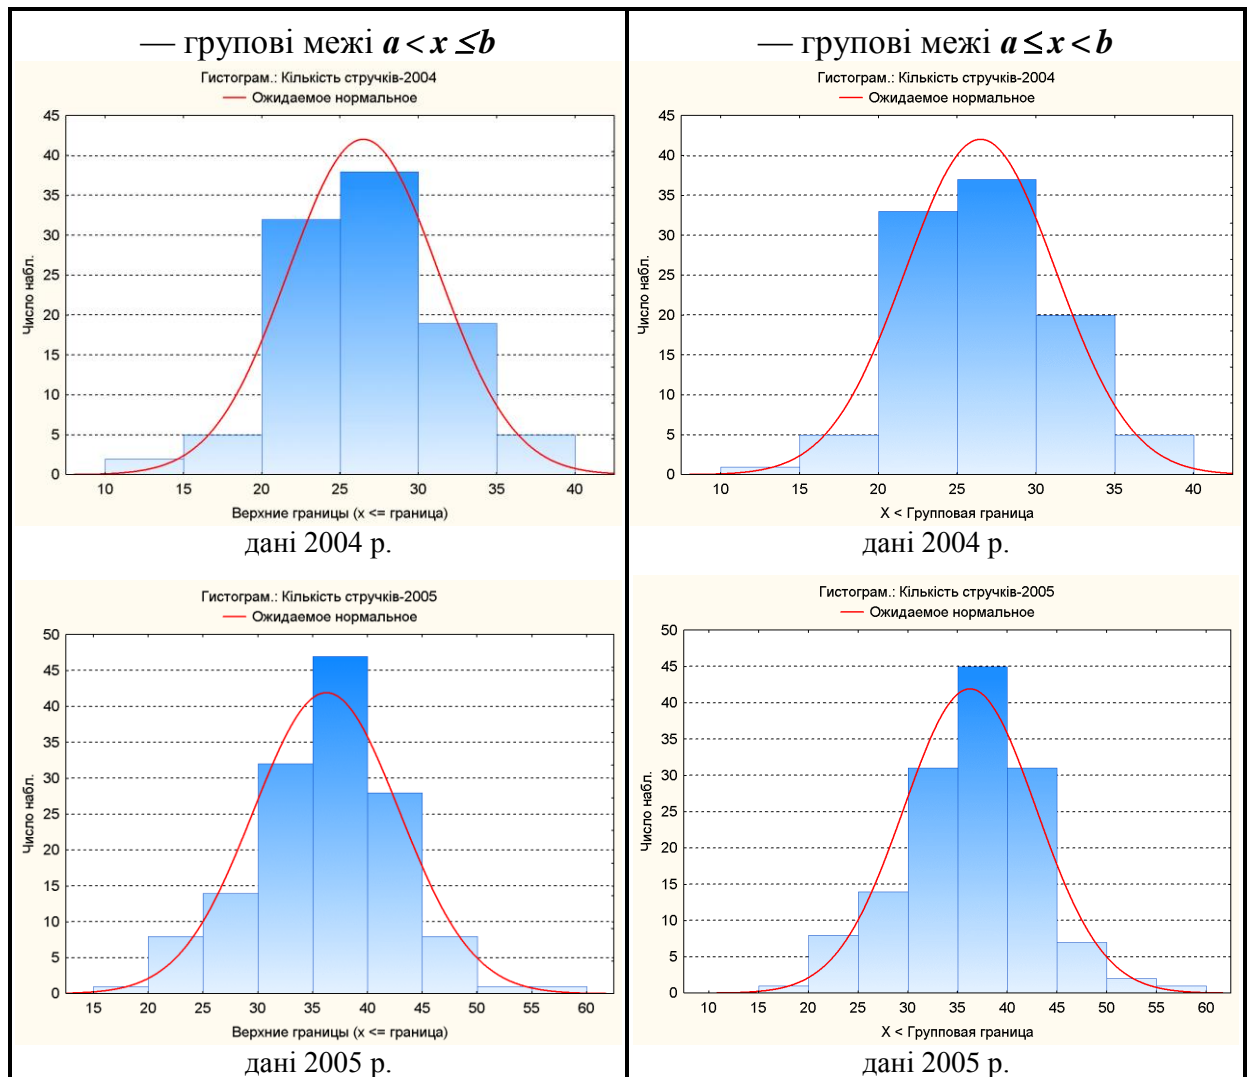 — групові межі a < x ≤ b
Гистограм.: Кількість стручків-2004
Ожидаемое нормальное
45
40
35
30
25
20
15
10
5
0
Число набл.
10 15 20 25 30 35 40
Верхние границы (x <= граница)
дані 2004 р.
Гистограм.: Кількість стручків-2005
Ожидаемое нормальное
50
45
40
35
30
25
20
15
10
5
0
Число набл.
15 20 25 30 35 40 45 50 55 60
Верхние границы (x <= граница)
дані 2005 р.
— групові межі a ≤ x < b
Гистограм.: Кількість стручків-2004
Ожидаемое нормальное
45
40
35
30
25
20
15
10
5
0
Число набл.
10 15 20 25 30 35 40
X < Групповая граница
дані 2004 р.
Гистограм.: Кількість стручків-2005
Ожидаемое нормальное
50
45
40
35
30
25
20
15
10
5
0
Число набл.
10 15 20 25 30 35 40 45 50 55 60
X < Групповая граница
дані 2005 р.